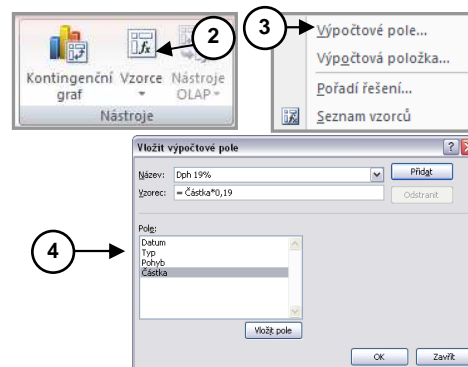 2
3
Kontingenční Vzorce Nástroje
graf OLAP
Nástroje
Výpočtové pole...
Výpočtová položka...
Pořadí řešení...
Seznam vzorců
Vložit výpočtové pole
Název: Dph 19% Přidat
Vzorec: = Částka*0,19 Odstranit
4
Pole:
Datum
Typ
Pohyb
Částka
Vložit pole
OK Zavřít